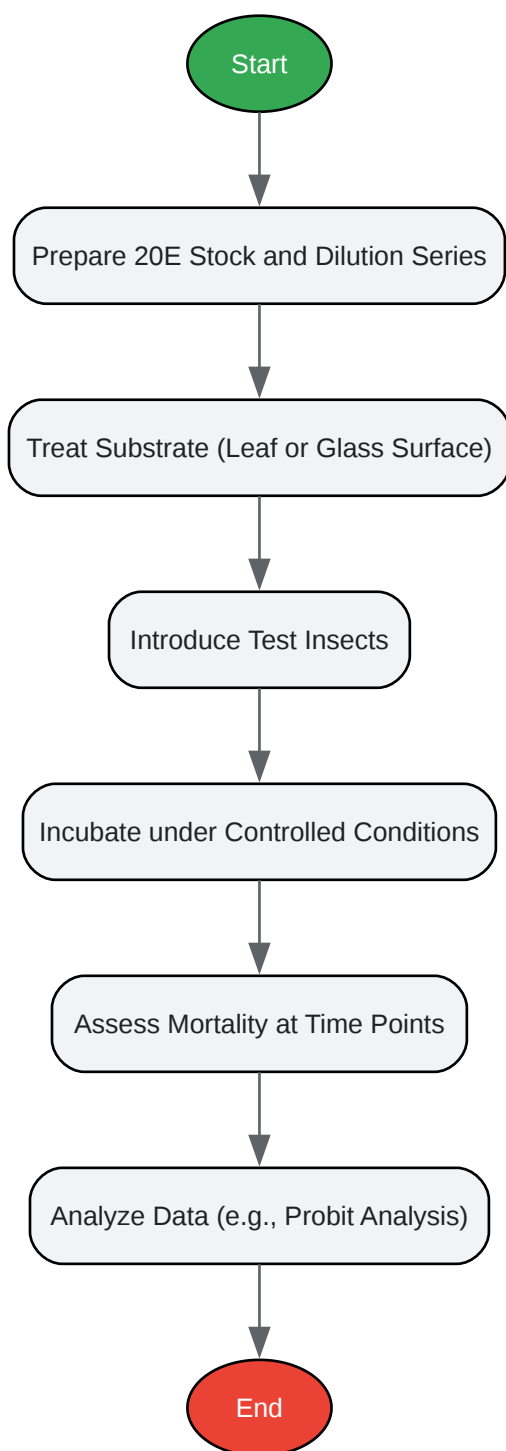 Start
Prepare 20E Stock and Dilution Series
Treat Substrate (Leaf or Glass Surface)
Introduce Test Insects
Incubate under Controlled Conditions
Assess Mortality at Time Points
Analyze Data (e.g., Probit Analysis)
End